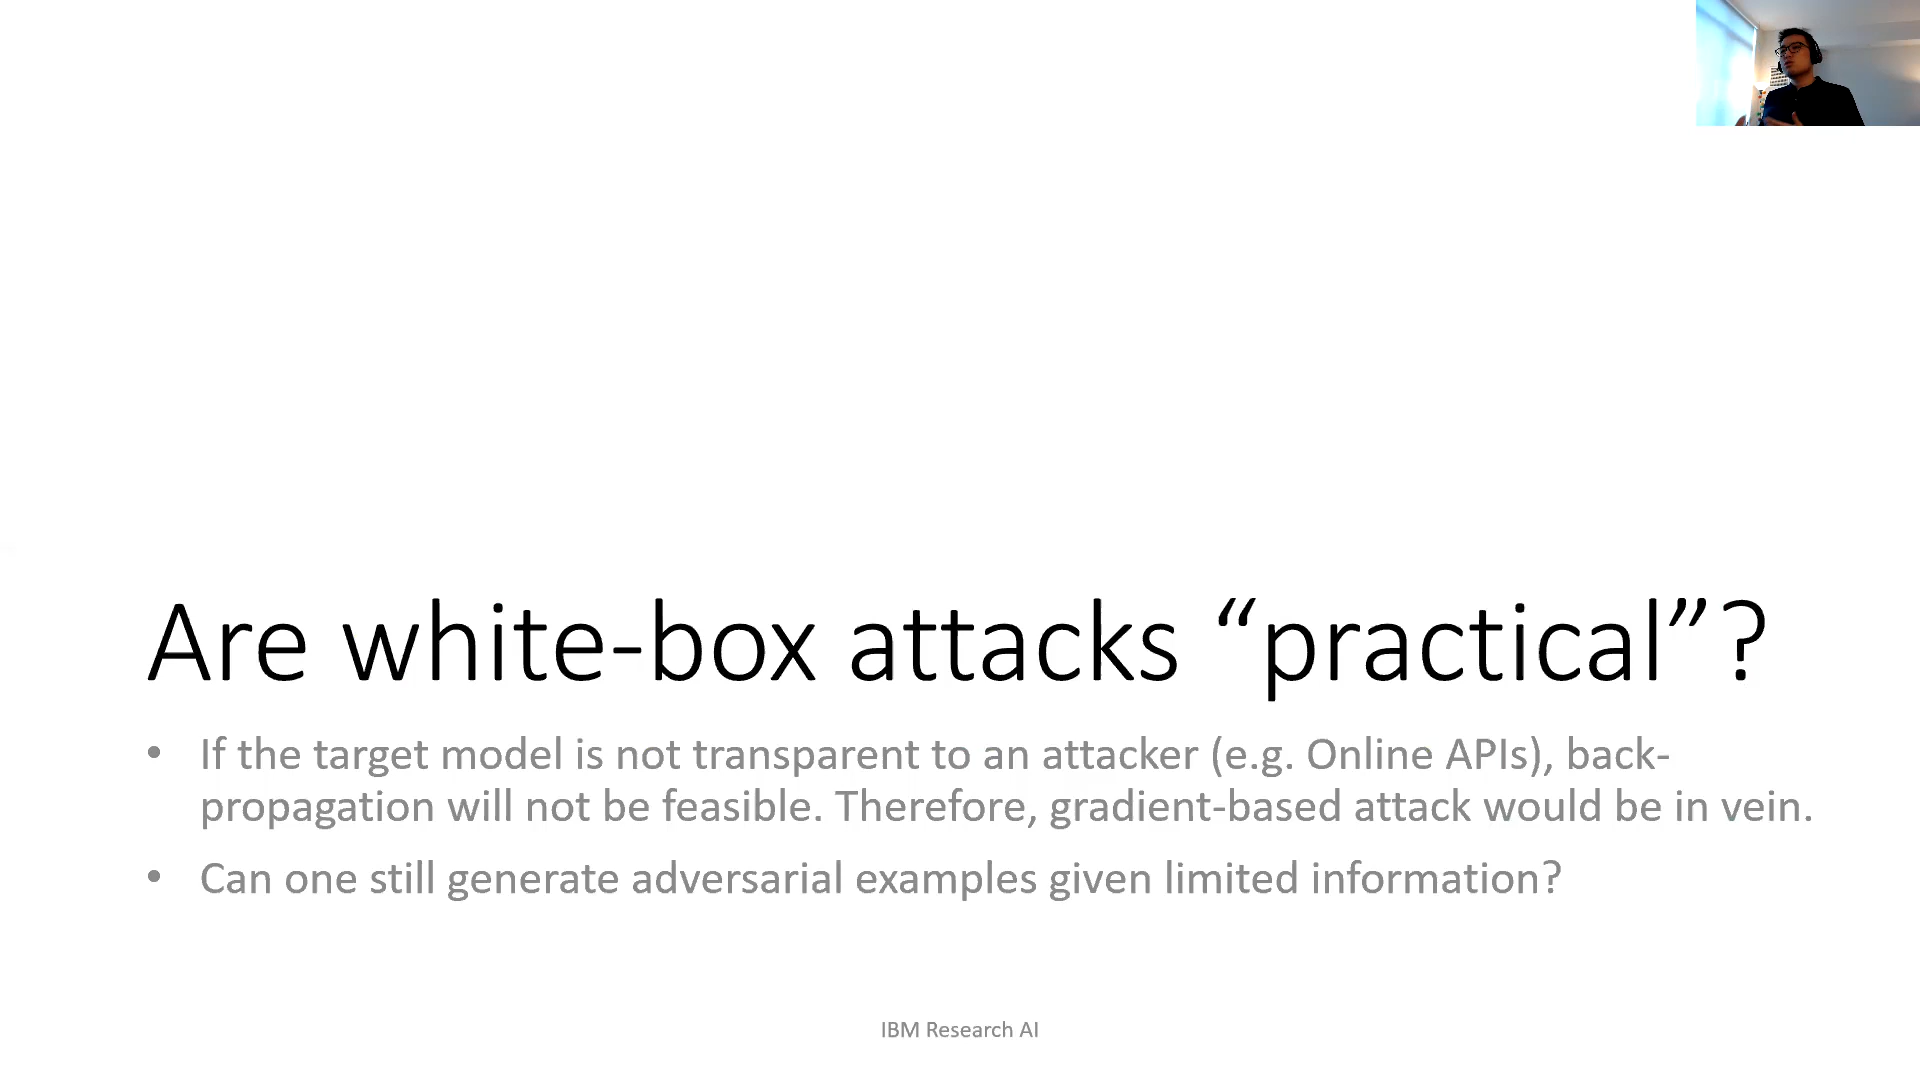 Are white-box attacks “practical”?
• If the target model is not transparent to an attacker (e.g. Online APIs), back-
propagation will not be feasible. Therefore, gradient-based attack would be in vein.
• Can one still generate adversarial examples given limited information?
IBM Research AI